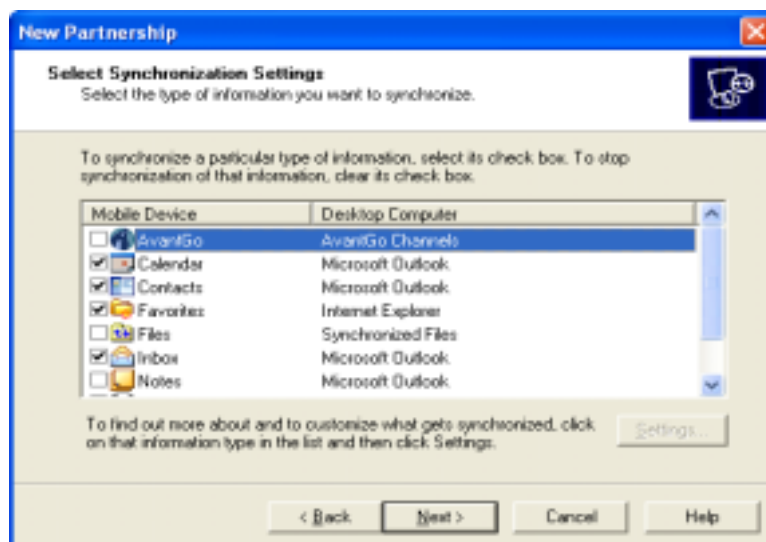 New Partnership
Select Synchronization Settings
Select the type of information you want to synchronize.
To synchronize a particular type of information, select its check box. To stop
synchronization of that information, clear its check box.
Mobile Device Desktop Computer
AvantGo AvantGo Channels
Calendar Microsoft Outlook
Contacts Microsoft Outlook
Favorites Internet Explorer
Files Synchronized Files
Inbox Microsoft Outlook
Notes Microsoft Outlook
To find out more about and to customize what gets synchronized, click
on that information type in the list and then click Settings.
Settings...
< Back Next > Cancel Help